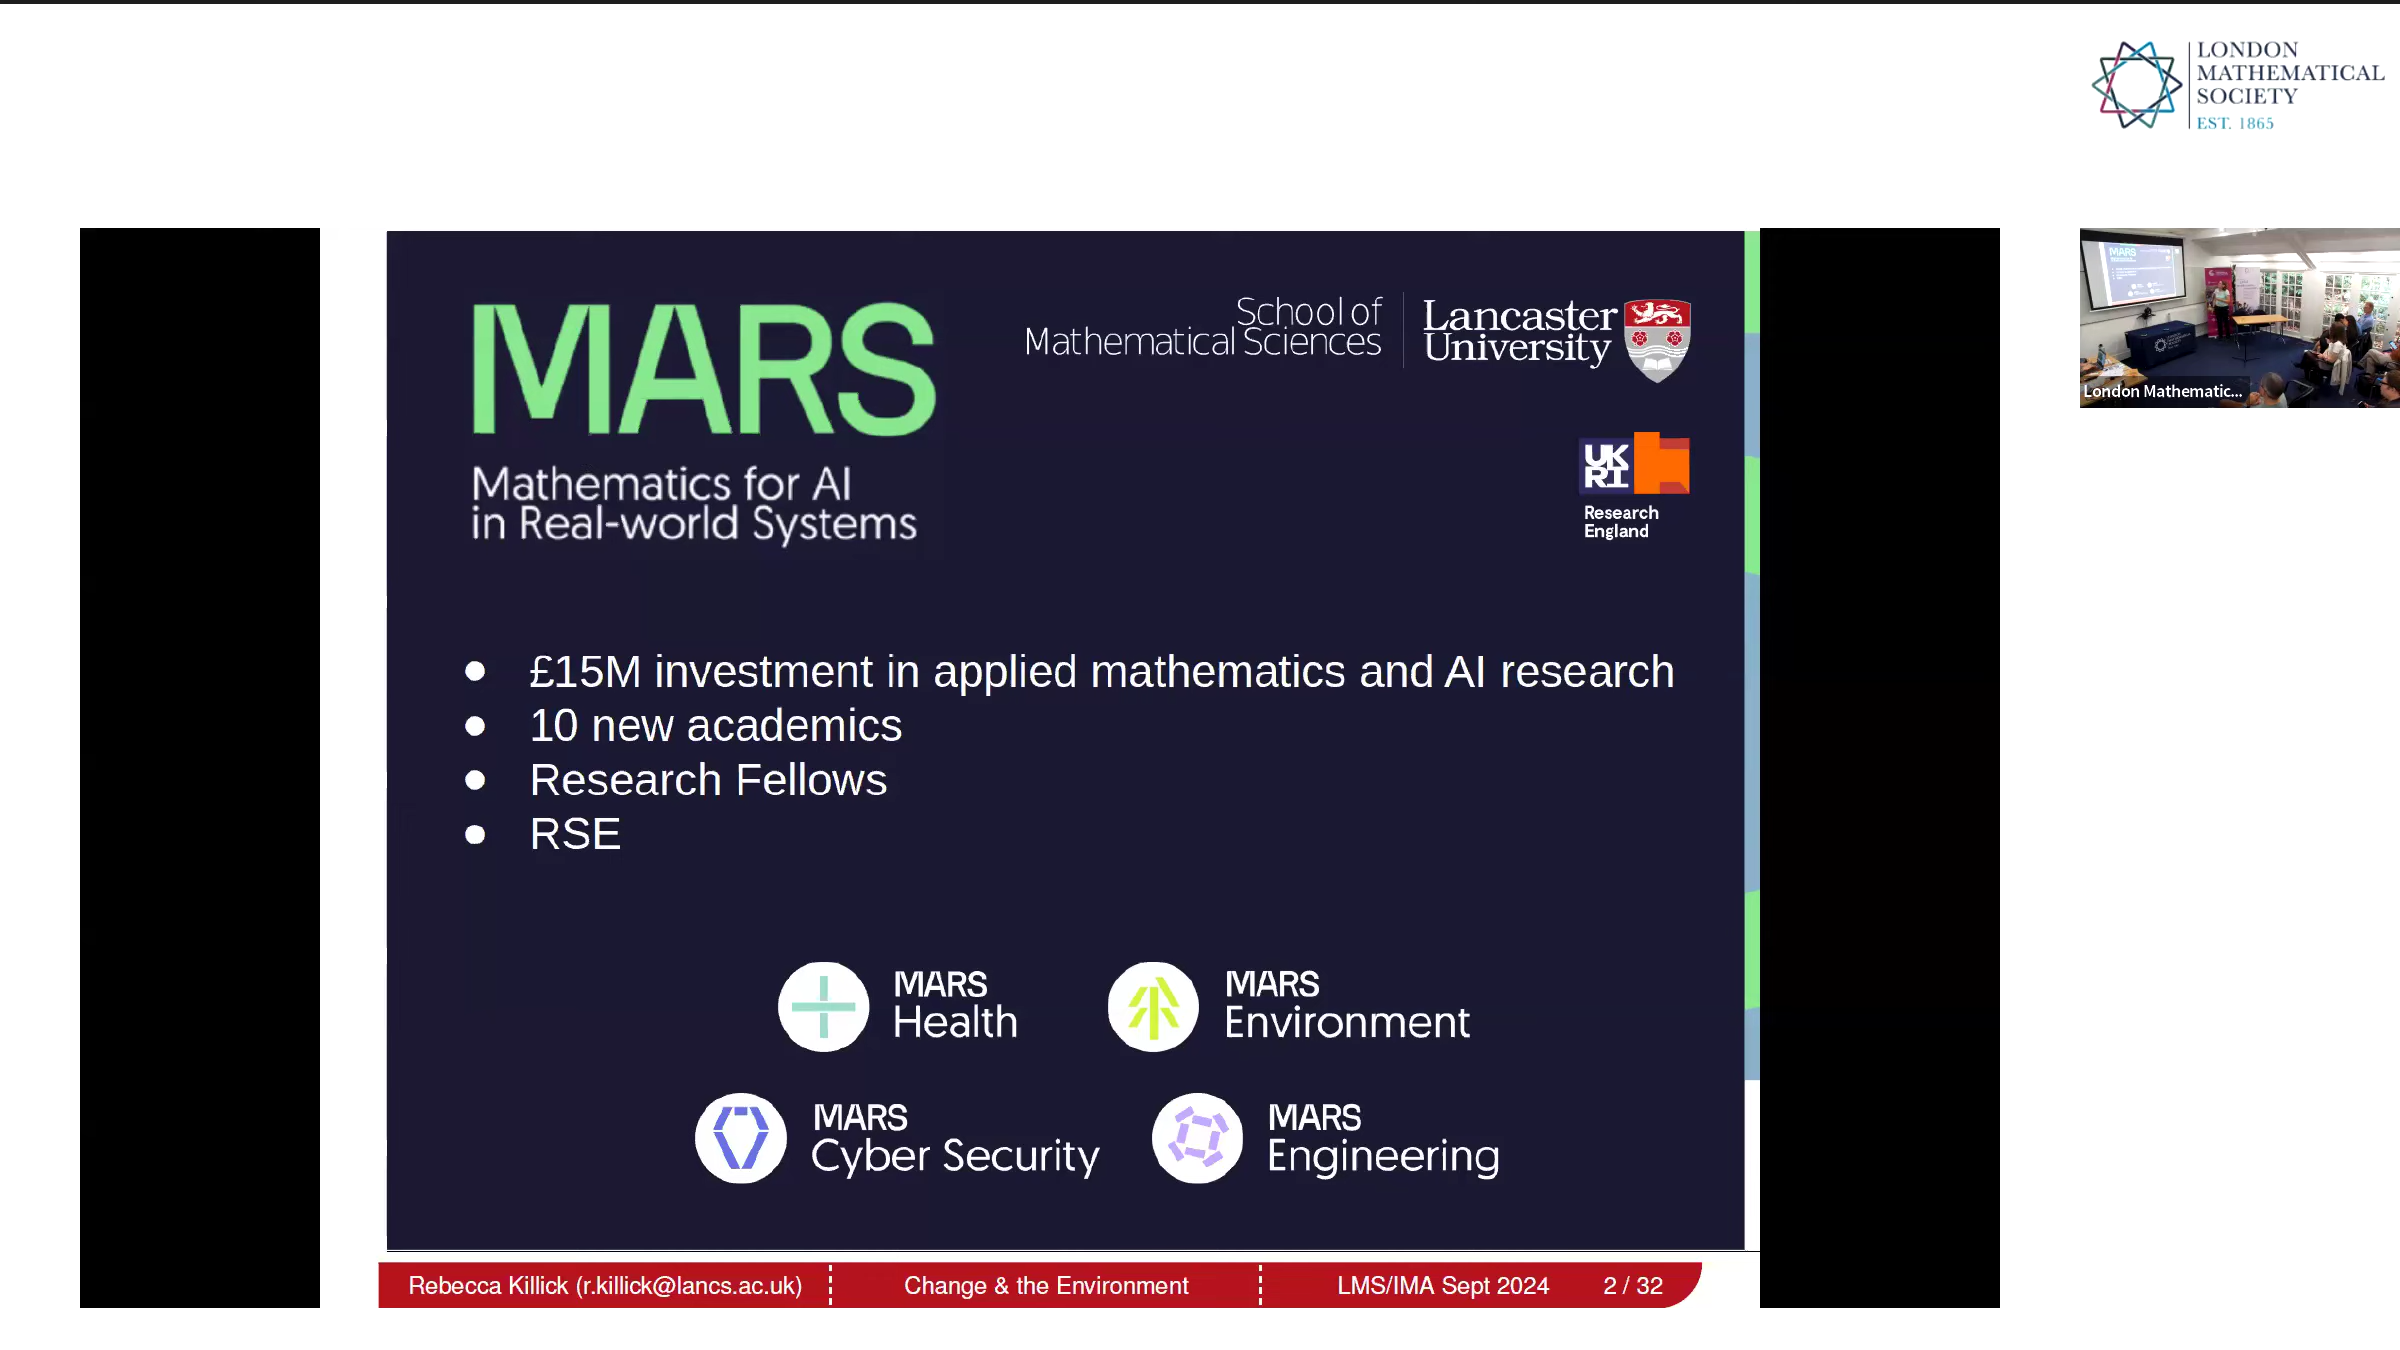 LONDON
MATHEMATICAL
SOCIETY
EST. 1865
MARS
Mathematics for AI
in Real-world Systems
School of
Mathematical Sciences
Lancaster
University
UK
RI
Research
England
● £15M investment in applied mathematics and AI research
● 10 new academics
● Research Fellows
● RSE
MARS
Health
MARS
Environment
MARS
Cyber Security
MARS
Engineering
Rebecca Killick (r.killick@lancs.ac.uk)
Change & the Environment
LMS/IMA Sept 2024
2 / 32
MARS
London Mathematic...